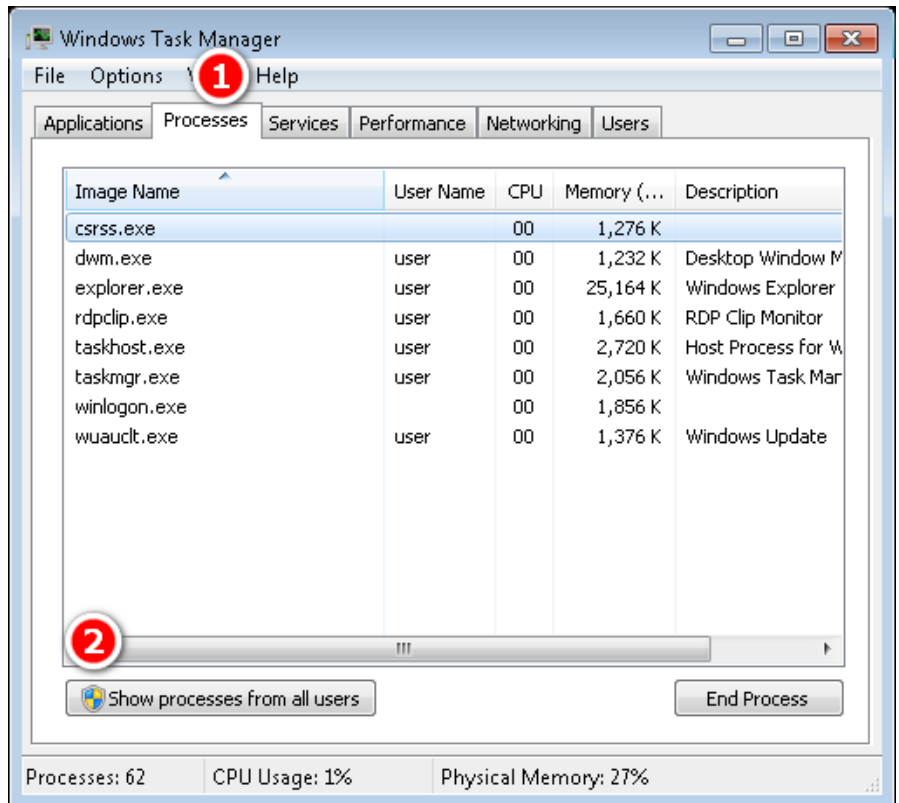 Windows Task Manager
File Options 1 Help
Applications Processes Services Performance Networking Users
Image Name User Name CPU Memory (... Description
csrss.exe 00 1,276 K
dwm.exe user 00 1,232 K Desktop Window M
explorer.exe user 00 25,164 K Windows Explorer
rdpclip.exe user 00 1,660 K RDP Clip Monitor
taskhost.exe user 00 2,720 K Host Process for W
taskmgr.exe user 00 2,056 K Windows Task Man
winlogon.exe 00 1,856 K
wuauclt.exe user 00 1,376 K Windows Update
2
Show processes from all users End Process
Processes: 62 CPU Usage: 1% Physical Memory: 27%